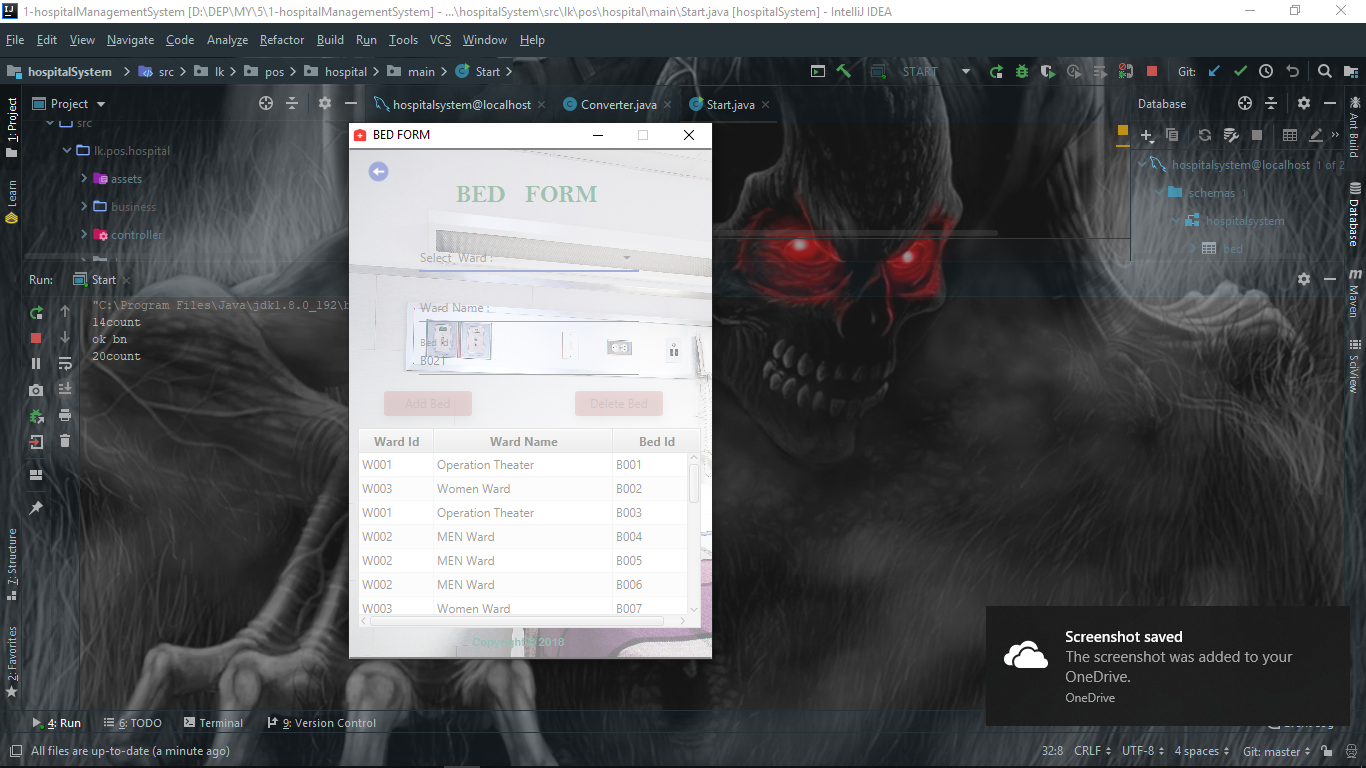 1-hospitalManagementSystem [D:\DEP\MY\5\1-hospitalManagementSystem] - ...\hospitalSystem\src\lk\pos\hospital\main\Start.java [hospitalSystem] - IntelliJ IDEA
File Edit View Navigate Code Analyze Refactor Build Run Tools VCS Window Help
hospitalSystem src lk pos hospital main Start START Git:
1: Project Project hospitalsystem@localhost Converter.java Start.java Database Ant Build
src
lk.pos.hospital
assets
business
controller
Learn
hospitalsystem@localhost 1 of 2
schemas 1
hospitalsystem
bed
Database
Maven
SciView
Run: Start
"C:\Program Files\Java\jdk1.8.0_192\b
14count
ok bn
20count
BED FORM
BED FORM
Select Ward :
Ward Name :
Bed Id :
B021
Add Bed Delete Bed
Ward Id Ward Name Bed Id
W001 Operation Theater B001
W003 Women Ward B002
W001 Operation Theater B003
W002 MEN Ward B004
W002 MEN Ward B005
W002 MEN Ward B006
W003 Women Ward B007
Copyright © 2018
7: Structure
2: Favorites
Screenshot saved
The screenshot was added to your
OneDrive.
OneDrive
4: Run 6: TODO Terminal 9: Version Control
All files are up-to-date (a minute ago) 32:8 CRLF UTF-8 4 spaces Git: master